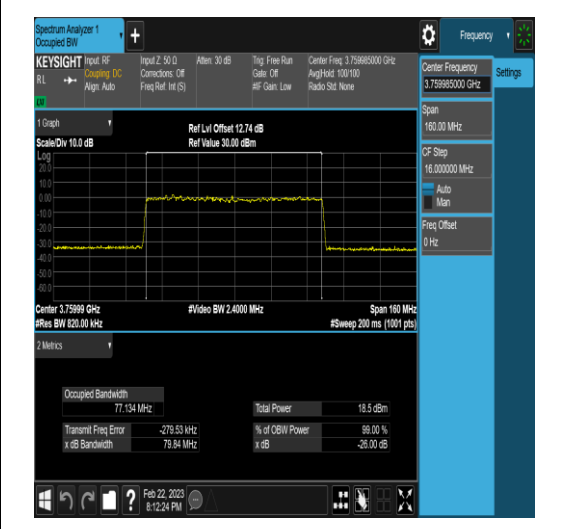 Spectrum Analyzer 1
Occupied BW
Frequency
KEYSIGHT
RL
Input: RF
Coupling: DC
Align: Auto
Input Z: 50 Ω
Corrections: Off
Freq Ref: Int (S)
Atten: 30 dB
Trig: Free Run
Gate: Off
#IF Gain: Low
Center Freq: 3.759985000 GHz
Avg|Hold: 100/100
Radio Std: None
LNI
Center Frequency
3.759985000 GHz
Settings
Span
160.00 MHz
CF Step
16.000000 MHz
Auto
Man
Freq Offset
0 Hz
1 Graph
Scale/Div 10.0 dB
Ref Lvl Offset 12.74 dB
Ref Value 30.00 dBm
Log
20.0
10.0
0.00
-10.0
-20.0
-30.0
-40.0
-50.0
-60.0
Center 3.75999 GHz
#Video BW 2.4000 MHz
Span 160 MHz
#Res BW 820.00 kHz
#Sweep 200 ms (1001 pts)
2 Metrics
Occupied Bandwidth
77.134 MHz
Total Power 18.5 dBm
Transmit Freq Error -279.53 kHz
% of OBW Power 99.00 %
x dB Bandwidth 79.84 MHz
x dB -26.00 dB
?
Feb 22, 2023
8:12:24 PM